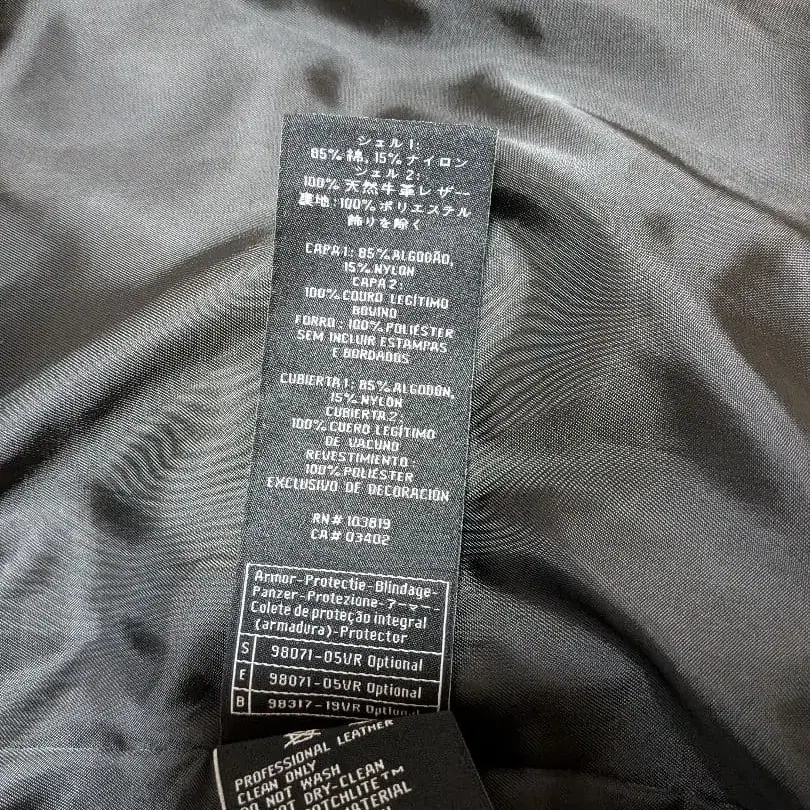 シェル 1:
85% 綿, 15% ナイロン
シェル 2:
100% 天然牛革レザー
裏地:100% ポリエステル
飾りを除く
CAPA 1: 85% ALGODÃO,
15% NYLON
CAPA 2:
100% COURO LEGÍTIMO
BOVINO
FORRO: 100% POLIÉSTER
SEM INCLUIR ESTAMPAS
E BORDADOS
CUBIERTA 1: 85% ALGODÓN,
15% NYLON
CUBIERTA 2:
100% CUERO LEGÍTIMO
DE VACUNO
REVESTIMIENTO:
100% POLIÉSTER
EXCLUSIVO DE DECORACIÓN
RN# 103819
CA# 03402
Armor-Protectie-Blindage-
Panzer-Protezione-アーマー-
Colete de proteção integral
(armadura)-Protector
S 98071-05VR Optional
E 98071-05VR Optional
B 98317-19VR Optional
PROFESSIONAL LEATHER
CLEAN ONLY
DO NOT WASH
DRY-CLEAN
MATERIAL